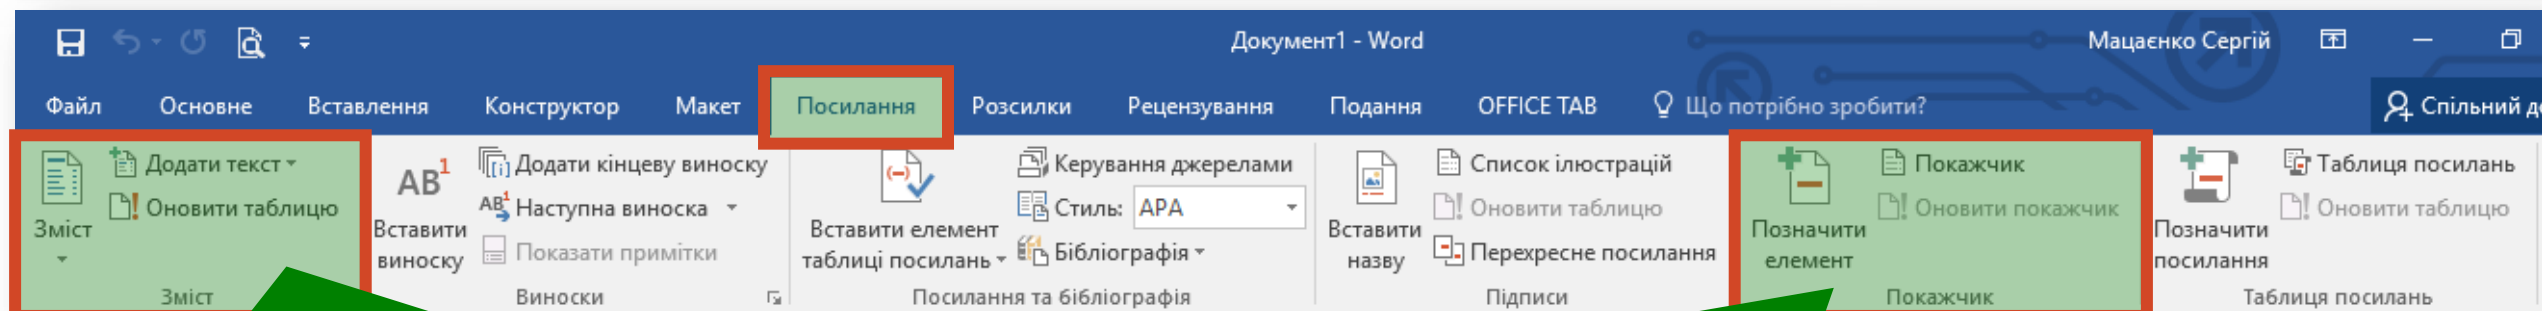 Документ1 - Word
Мацаєнко Сергій
Файл Основне Вставлення Конструктор Макет Посилання Розсилки Рецензування Подання OFFICE TAB Що потрібно зробити?
Спільний до
Зміст
Додати текст
Оновити таблицю
Зміст
AB1
Вставити
виноску
[i] Додати кінцеву виноску
AB1 Наступна виноска
Показати примітки
Виноски
Вставити елемент
таблиці посилань
Керування джерелами
Стиль: APA
Бібліографія
Посилання та бібліографія
Вставити
назву
Список ілюстрацій
Оновити таблицю
Перехресне посилання
Підписи
Позначити
елемент
Покажчик
Оновити покажчик
Покажчик
Позначити
посилання
Таблиця посилань
Оновити таблицю
Таблиця посилань